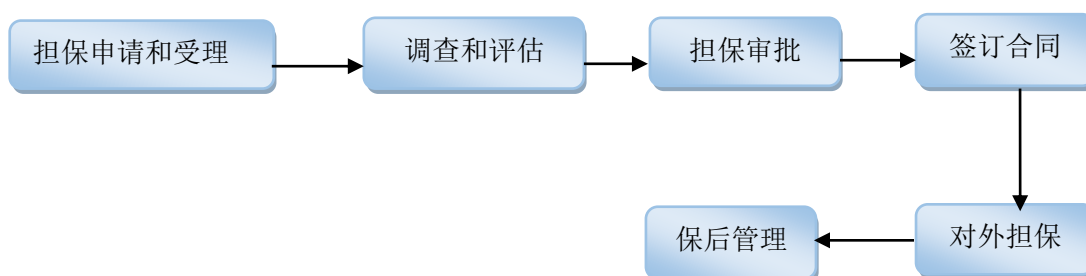 担保申请和受理
调查和评估
担保审批
签订合同
对外担保
保后管理